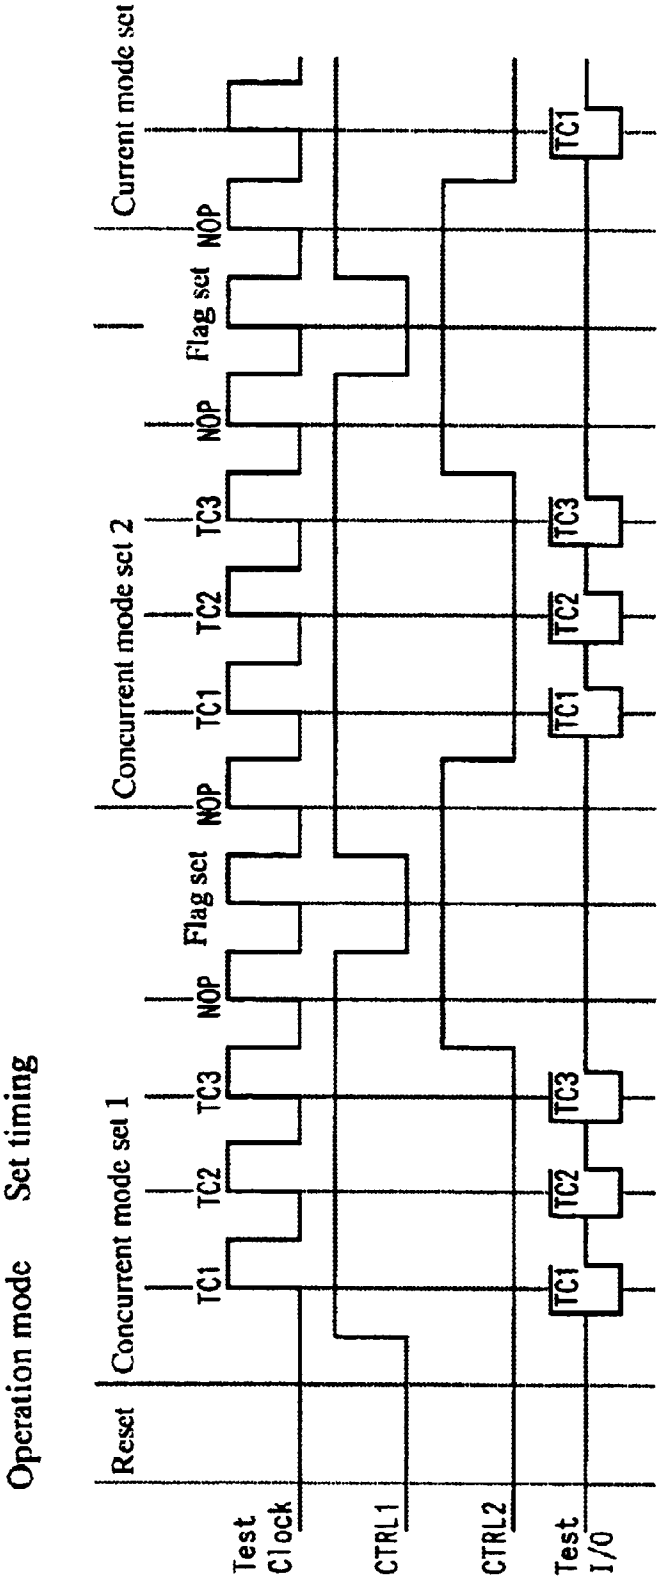 Operation mode Set timing
Reset
Concurrent mode set 1
Concurrent mode set 2
Current mode set
TC1
TC2
TC3
NOP
Flag set
NOP
TC1
TC2
TC3
NOP
Flag set
NOP
Test
Clock
CTRL1
CTRL2
Test
I/O
TC1
TC2
TC3
TC1
TC2
TC3
TC1